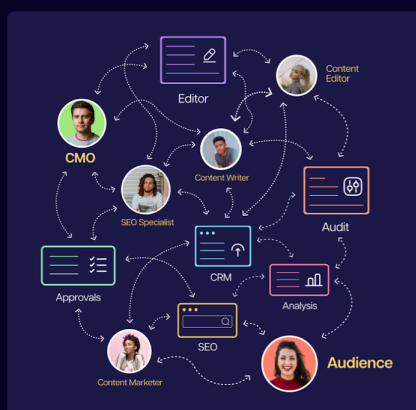 Content
Editor
Editor
CMO
Content Writer
SEO Specialist
Audit
CRM
Approvals
Analysis
SEO
Audience
Content Marketer